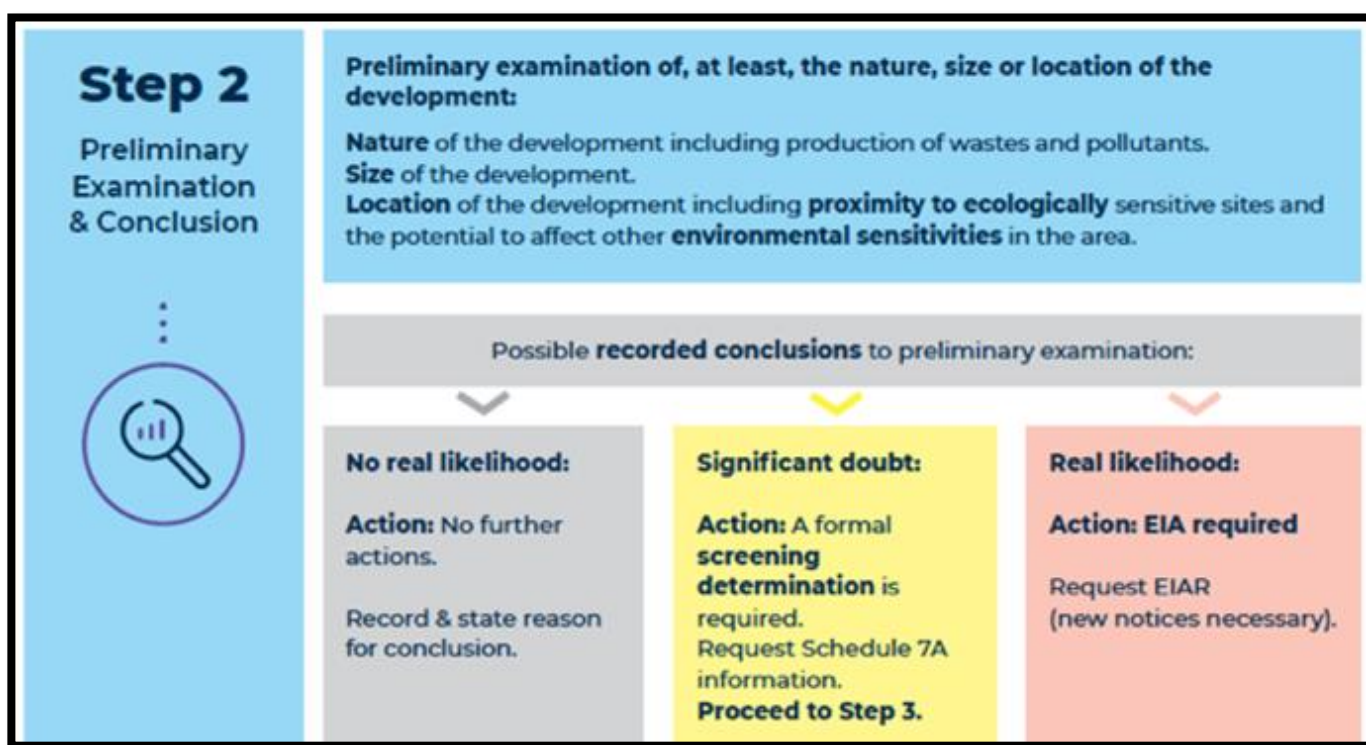 Step 2
Preliminary
Examination
& Conclusion
Preliminary examination of, at least, the nature, size or location of the
development:
Nature of the development including production of wastes and pollutants.
Size of the development.
Location of the development including proximity to ecologically sensitive sites and
the potential to affect other environmental sensitivities in the area.
Possible recorded conclusions to preliminary examination:
No real likelihood:
Action: No further
actions.
Record & state reason
for conclusion.
Significant doubt:
Action: A formal
screening
determination is
required.
Request Schedule 7A
information.
Proceed to Step 3.
Real likelihood:
Action: EIA required
Request EIAR
(new notices necessary).